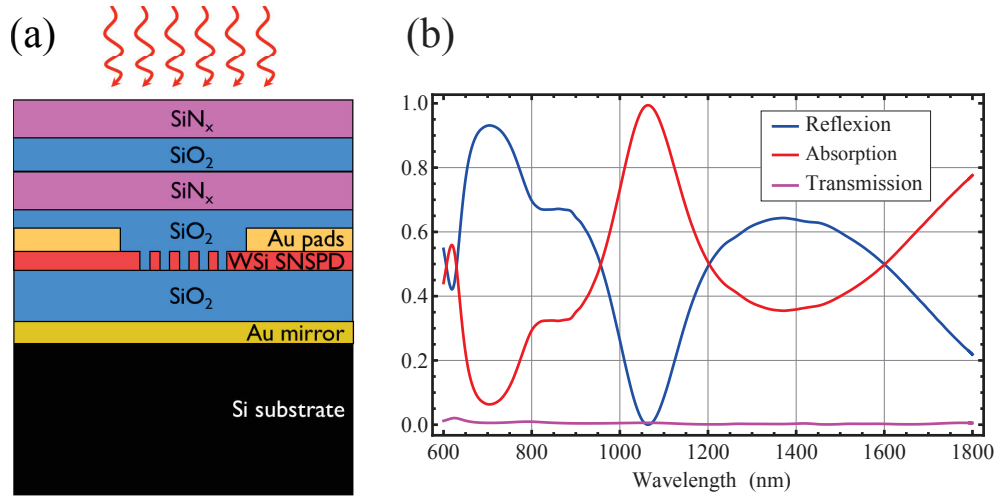 (a)
SiNₓ
SiO₂
SiNₓ
SiO₂
Au pads
WSi SNSPD
SiO₂
Au mirror
Si substrate
(b)
1.0
0.8
0.6
0.4
0.2
0.0
Reflexion
Absorption
Transmission
600 800 1000 1200 1400 1600 1800
Wavelength (nm)